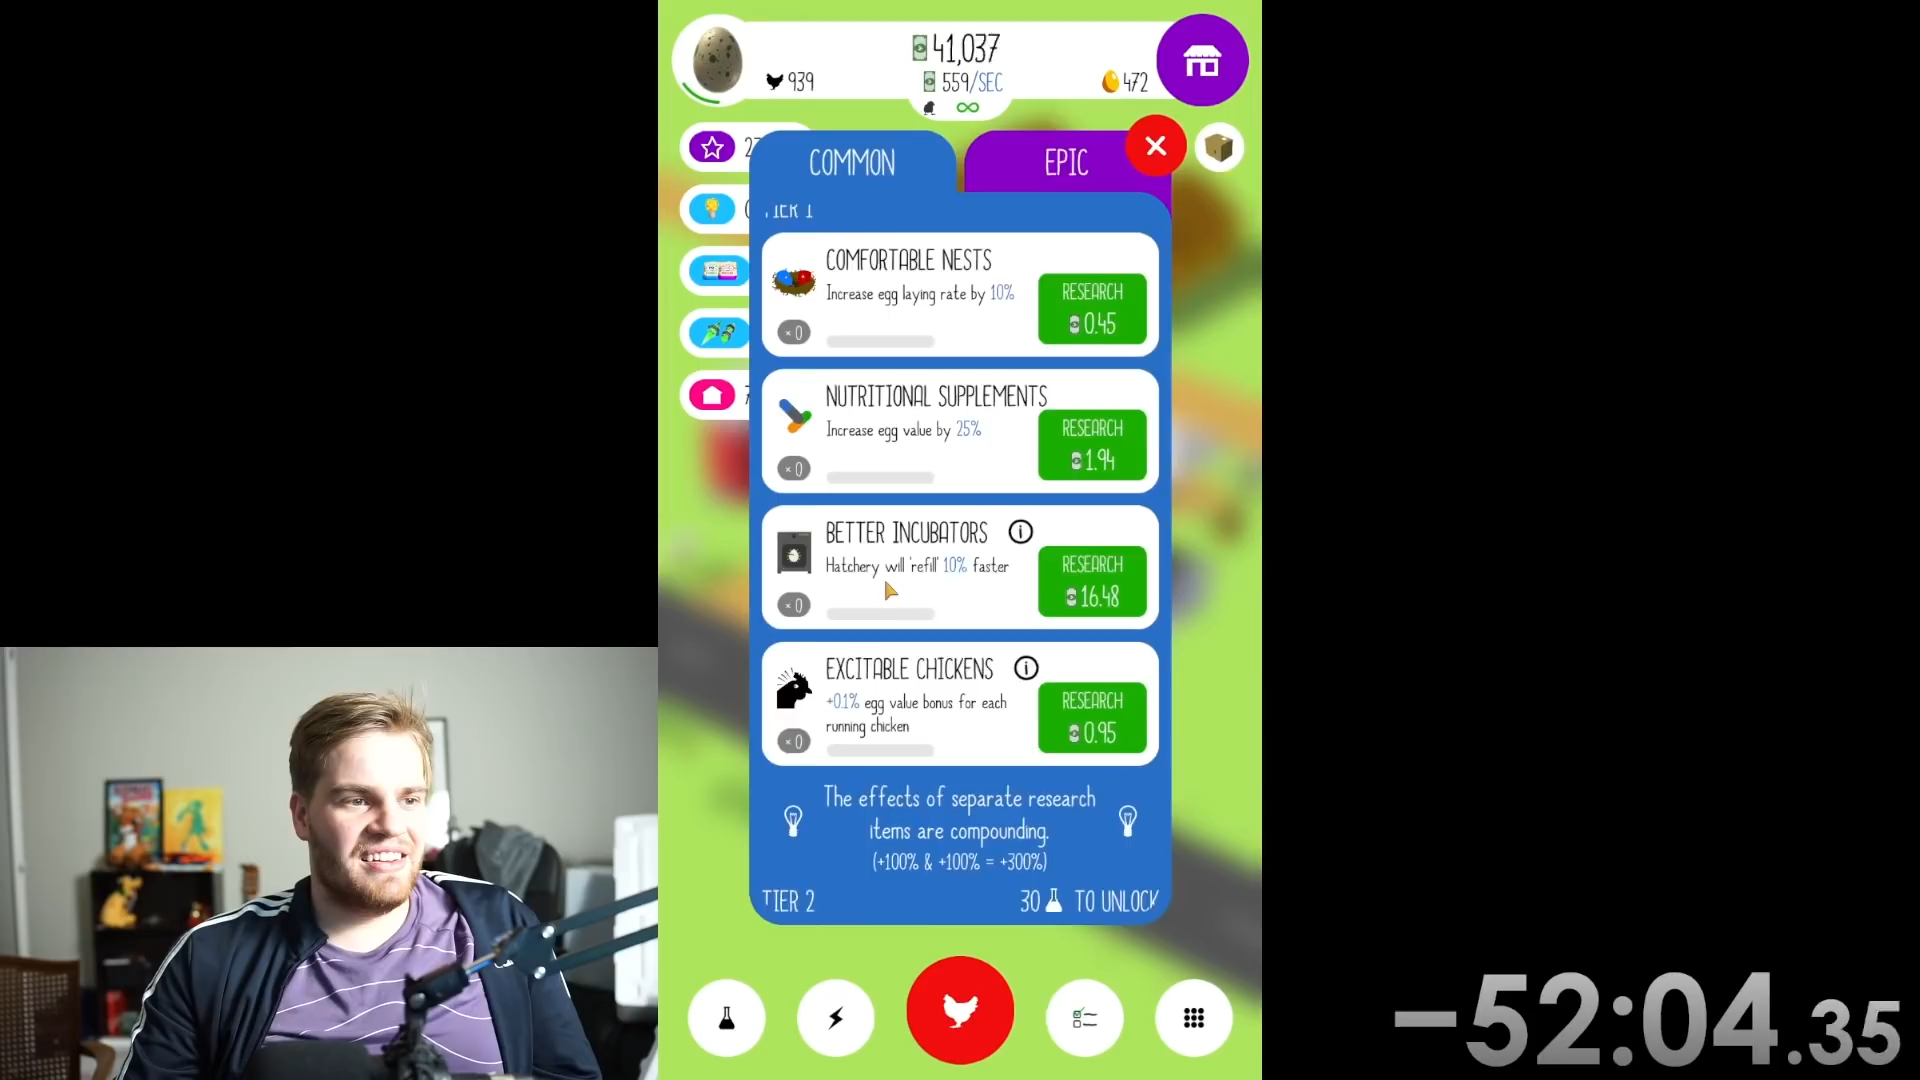 41,037
939
559/SEC
472
COMMON
EPIC
TIER 1
COMFORTABLE NESTS
Increase egg laying rate by 10%
RESEARCH
0.45
× 0
NUTRITIONAL SUPPLEMENTS
Increase egg value by 25%
RESEARCH
1.94
× 0
BETTER INCUBATORS
Hatchery will 'refill' 10% faster
RESEARCH
16.48
× 0
EXCITABLE CHICKENS
+0.1% egg value bonus for each
running chicken
RESEARCH
0.95
× 0
The effects of separate research
items are compounding.
(+100% & +100% = +300%)
TIER 2
30 TO UNLOCK
−52:04.35